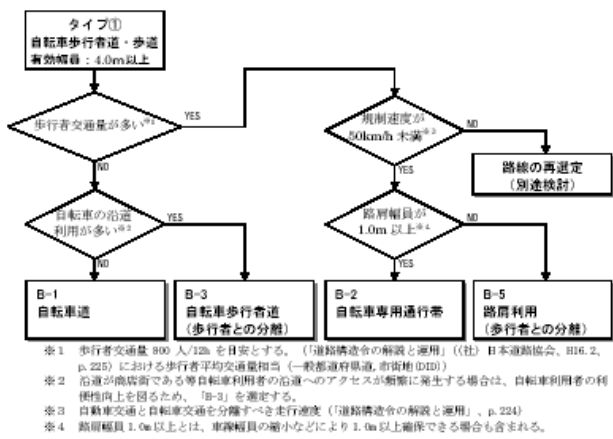 タイプ①
自転車歩行者道・歩道
有効幅員：4.0m以上
歩行者交通量が多い※1
YES
NO
規制速度が
50km/h 未満※3
NO
YES
路線の再選定
（別途検討）
自転車の沿道
利用が多い※2
YES
NO
路肩幅員が
1.0m 以上※4
NO
YES
B-1
自転車道
B-3
自転車歩行者道
（歩行者との分離）
B-2
自転車専用通行帯
B-5
路肩利用
（歩行者との分離）
※1 歩行者交通量 800 人/12h を目安とする。（「道路構造令の解説と運用」（（社）日本道路協会、H16.2、
p.225）における歩行者平均交通量相当（一般都道府県道,市街地(DID)）
※2 沿道が商店街である等自転車利用者の沿道へのアクセスが頻繁に発生する場合は、自転車利用者の利
便性向上を図るため、「B-3」を選定する。
※3 自動車交通と自転車交通を分離すべき走行速度（「道路構造令の解説と運用」、p.224）
※4 路肩幅員 1.0m以上とは、車線幅員の縮小などにより 1.0m以上確保できる場合も含まれる。